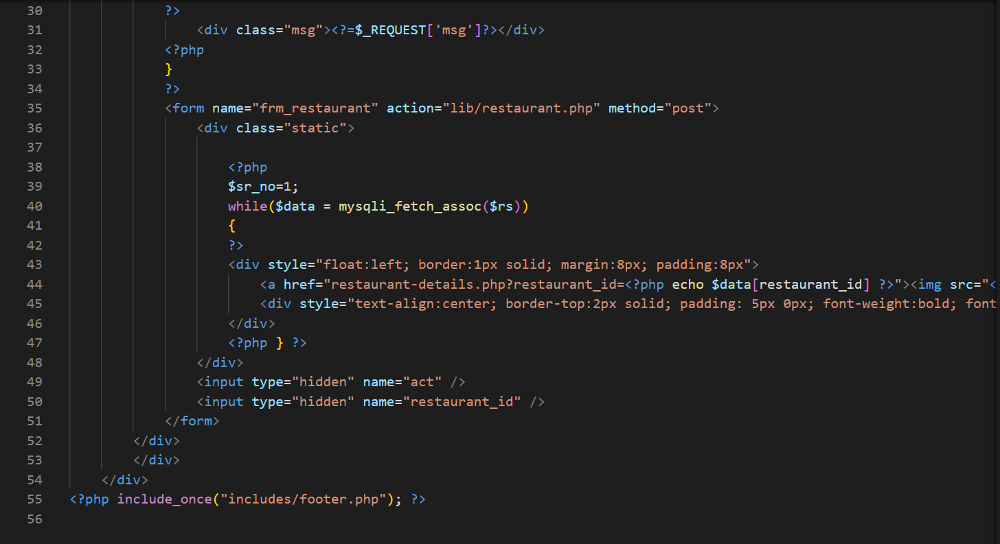 30 ?>
31 <div class="msg"><?=$_REQUEST['msg']?></div>
32 <?php
33 }
34 ?>
35 <form name="frm_restaurant" action="lib/restaurant.php" method="post">
36 <div class="static">
37
38 <?php
39 $sr_no=1;
40 while($data = mysqli_fetch_assoc($rs))
41 {
42 ?>
43 <div style="float:left; border:1px solid; margin:8px; padding:8px">
44 <a href="restaurant-details.php?restaurant_id=<?php echo $data[restaurant_id] ?>"><img src="<
45 <div style="text-align:center; border-top:2px solid; padding: 5px 0px; font-weight:bold; font
46 </div>
47 <?php } ?>
48 </div>
49 <input type="hidden" name="act" />
50 <input type="hidden" name="restaurant_id" />
51 </form>
52 </div>
53 </div>
54 </div>
55 <?php include_once("includes/footer.php"); ?>
56